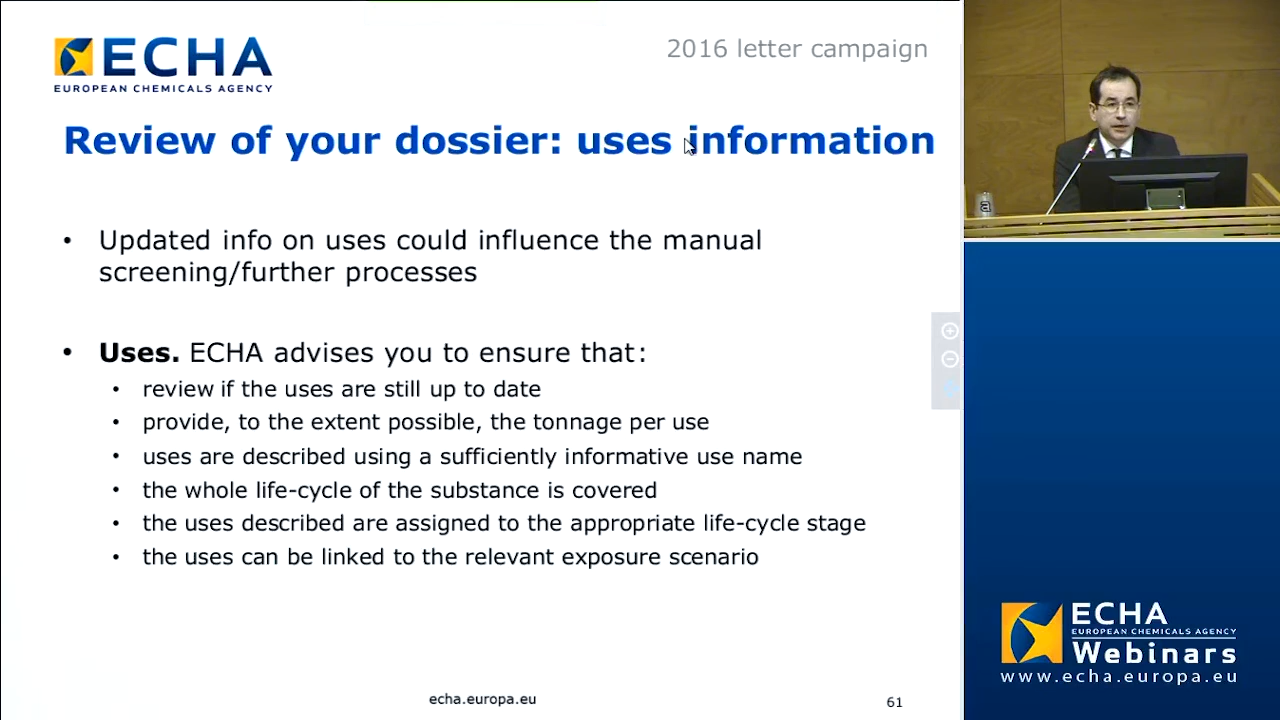 ECHA
EUROPEAN CHEMICALS AGENCY
2016 letter campaign
Review of your dossier: uses information
• Updated info on uses could influence the manual
screening/further processes
• Uses. ECHA advises you to ensure that:
• review if the uses are still up to date
• provide, to the extent possible, the tonnage per use
• uses are described using a sufficiently informative use name
• the whole life-cycle of the substance is covered
• the uses described are assigned to the appropriate life-cycle stage
• the uses can be linked to the relevant exposure scenario
echa.europa.eu
61
ECHA
EUROPEAN CHEMICALS AGENCY
Webinars
www.echa.europa.eu